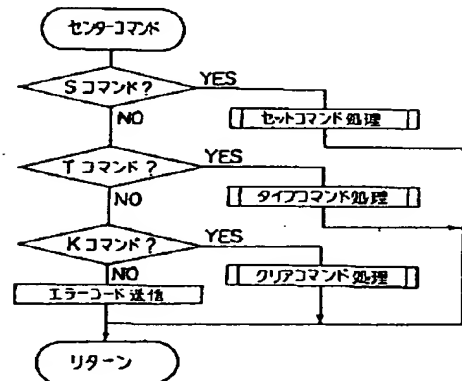 センターコマンド
Sコマンド?
YES
セットコマンド処理
NO
Tコマンド?
YES
タイプコマンド処理
NO
Kコマンド?
YES
クリアコマンド処理
NO
エラーコード送信
リターン